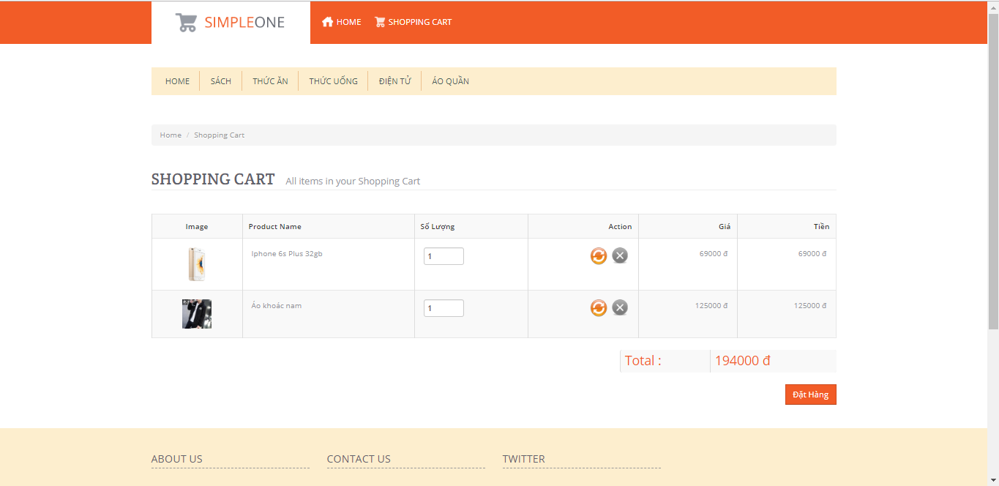 SIMPLEONE HOME SHOPPING CART
HOME SÁCH THỨC ĂN THỨC UỐNG ĐIỆN TỬ ÁO QUẦN
Home / Shopping Cart
SHOPPING CART All items in your Shopping Cart
Image Product Name Số Lượng Action Giá Tiền
Iphone 6s Plus 32gb 1 69000 đ 69000 đ
Áo khoác nam 1 125000 đ 125000 đ
Total : 194000 đ
Đặt Hàng
ABOUT US CONTACT US TWITTER